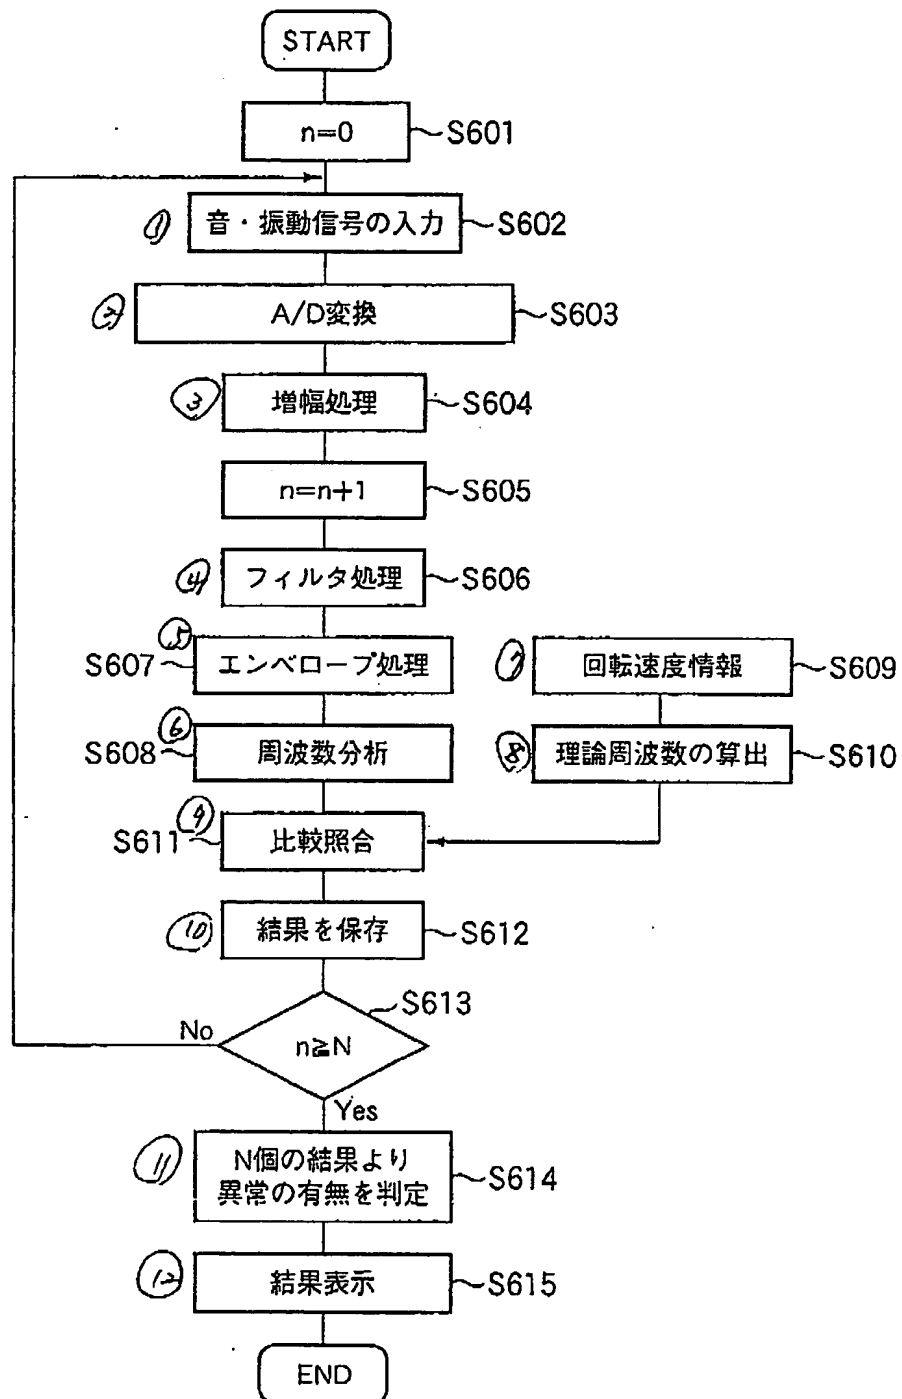 START
n=0 S601
① 音・振動信号の入力 S602
② A/D変換 S603
③ 増幅処理 S604
n=n+1 S605
④ フィルタ処理 S606
⑤
S607 エンベロープ処理
⑦ 回転速度情報 S609
⑥
S608 周波数分析
⑧ 理論周波数の算出 S610
⑨
S611 比較照合
⑩ 結果を保存 S612
S613
No
n≧N
Yes
⑪ N個の結果より
異常の有無を判定 S614
⑫ 結果表示 S615
END